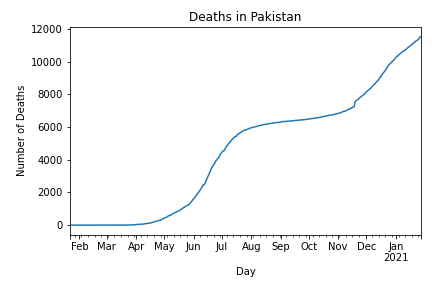 Deaths in Pakistan
Number of Deaths
12000
10000
8000
6000
4000
2000
0
Feb Mar Apr May Jun Jul Aug Sep Oct Nov Dec Jan
2021
Day